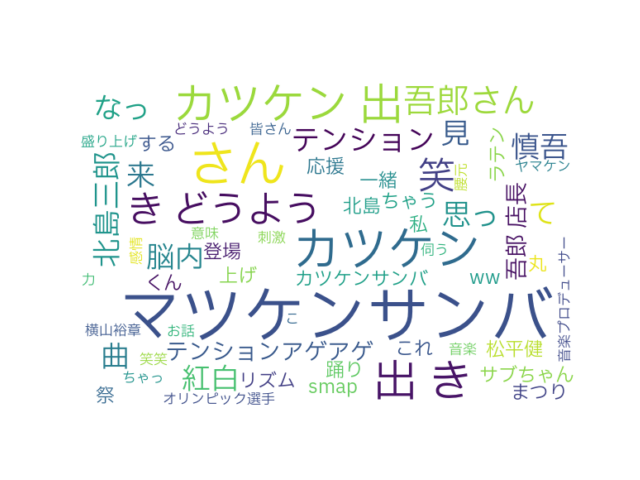 カツケン 出
吾郎さん
なっ
どうよう
皆さん
盛り上げ
する
テンション
見
ラテン
慎吾
ヤマケン
さん
応援
笑
一緒
腰元
北島三郎
来
き どうよう
北島
ちゃう
思っ
吾郎 店長
て
私
意味
刺激
感情
脳内
登場
カツケン
伺う
丸
音楽プロデューサー
カ
くん
上げ
カツケンサンバ
ww
マツケンサンバ
こ
横山裕章
お話
曲
笑笑
テンションアゲアゲ
これ
音楽
松平健
ちゃっ
紅白
リズム
踊り
smap
出 き
サブちゃん
祭
オリンピック選手
まつり